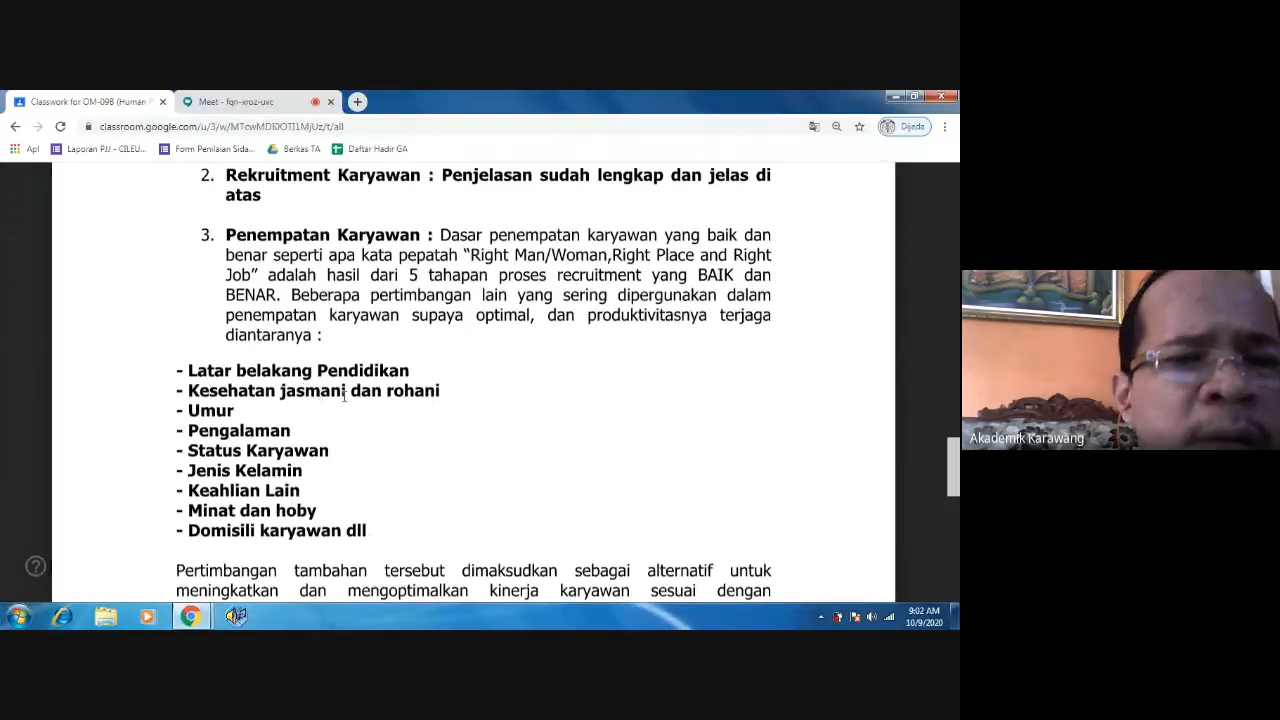 Classwork for OM-09B (Human
Meet - fqn-xroz-uxc
classroom.google.com/u/3/w/MTcwMDI0OTI1MjUz/t/all
Dijeda
Apl
Laporan PJJ - CILEU...
Form Penilaian Sida...
Berkas TA
Daftar Hadir GA
2. Rekruitment Karyawan : Penjelasan sudah lengkap dan jelas di
atas
3. Penempatan Karyawan : Dasar penempatan karyawan yang baik dan
benar seperti apa kata pepatah “Right Man/Woman,Right Place and Right
Job” adalah hasil dari 5 tahapan proses recruitment yang BAIK dan
BENAR. Beberapa pertimbangan lain yang sering dipergunakan dalam
penempatan karyawan supaya optimal, dan produktivitasnya terjaga
diantaranya :
- Latar belakang Pendidikan
- Kesehatan jasmani dan rohani
- Umur
- Pengalaman
- Status Karyawan
- Jenis Kelamin
- Keahlian Lain
- Minat dan hoby
- Domisili karyawan dll
Pertimbangan tambahan tersebut dimaksudkan sebagai alternatif untuk
meningkatkan dan mengoptimalkan kinerja karyawan sesuai dengan
Akademik Karawang
9:02 AM
10/9/2020